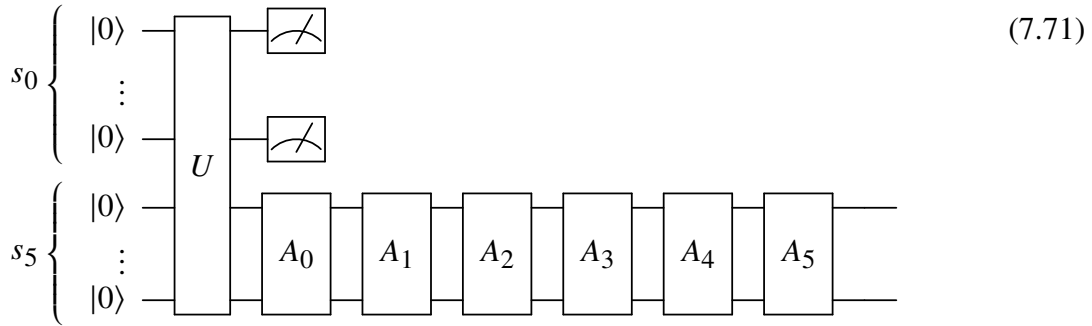 |0⟩ (7.71)
s₀ ⋮
|0⟩
U
|0⟩
s₅ ⋮ A₀ A₁ A₂ A₃ A₄ A₅
|0⟩